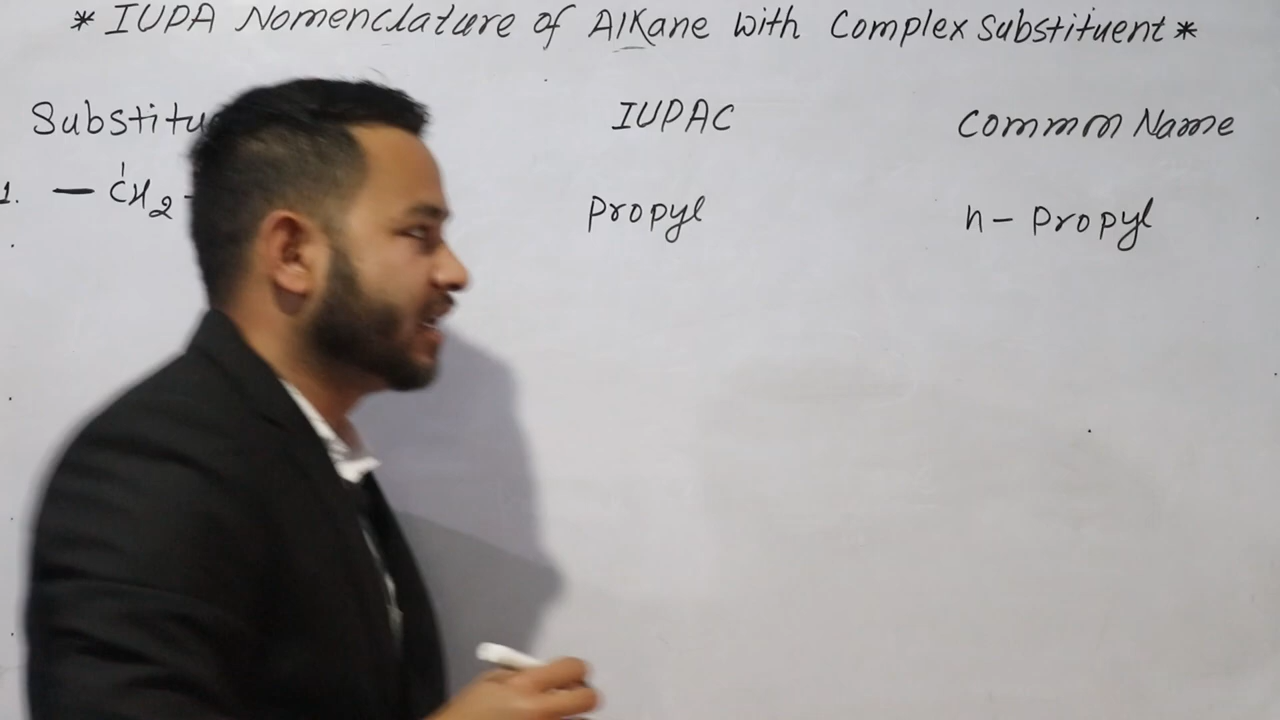 * IUPA Nomenclature of Alkane with Complex Substituent *
Substitu IUPAC Common Name
1. — CH2 - Propyl n- Propyl